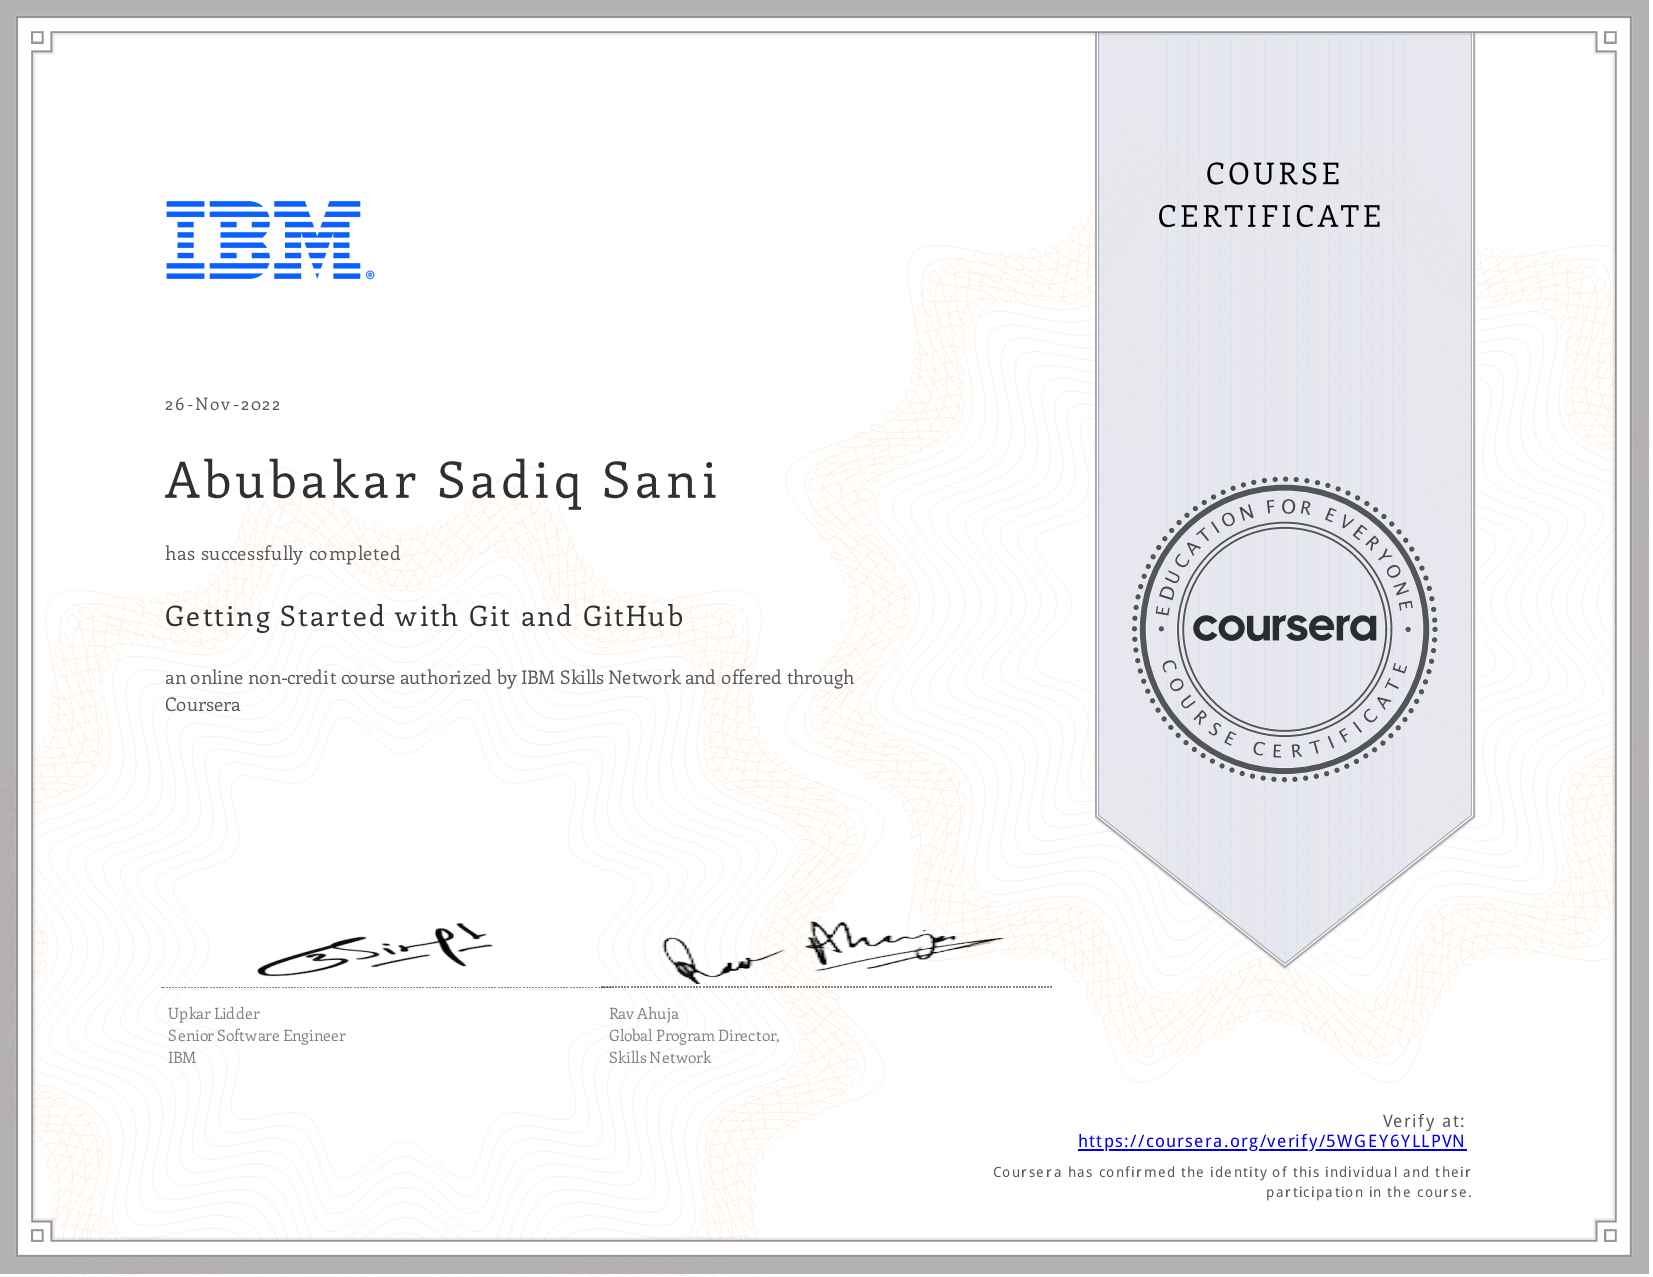 COURSE
CERTIFICATE
IBM®
26-Nov-2022
Abubakar Sadiq Sani
has successfully completed
Getting Started with Git and GitHub
an online non-credit course authorized by IBM Skills Network and offered through
Coursera
EDUCATION FOR EVERYONE
coursera
COURSE CERTIFICATE
Rav Ahuja
Upkar Lidder
Senior Software Engineer
IBM
Rav Ahuja
Global Program Director,
Skills Network
Verify at:
https://coursera.org/verify/5WGEY6YLLPVN
Coursera has confirmed the identity of this individual and their
participation in the course.